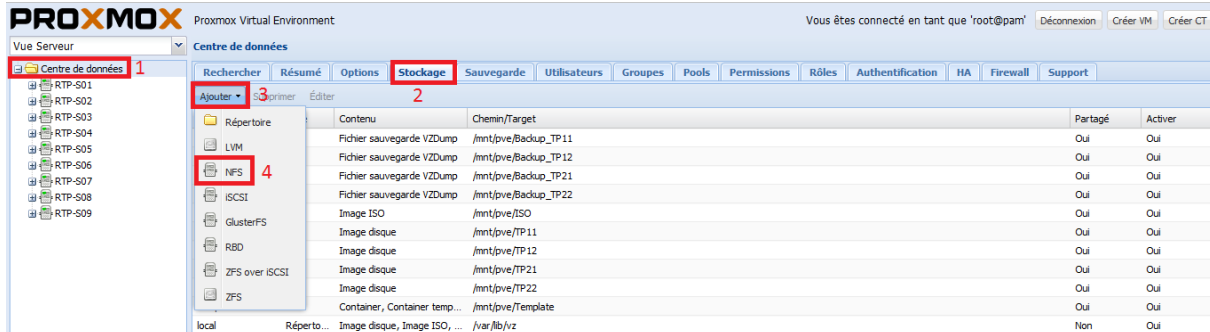 PROXMOX Proxmox Virtual Environment Vous êtes connecté en tant que 'root@pam' Déconnexion Créer VM Créer CT
Vue Serveur Centre de données
Centre de données 1
RTP-S01
RTP-S02
RTP-S03
RTP-S04
RTP-S05
RTP-S06
RTP-S07
RTP-S08
RTP-S09
Rechercher Résumé Options Stockage Sauvegarde Utilisateurs Groupes Pools Permissions Rôles Authentification HA Firewall Support
Ajouter 3 Supprimer Éditer 2
Répertoire
LVM
NFS 4
iSCSI
GlusterFS
RBD
ZFS over iSCSI
ZFS
Contenu Chemin/Target Partagé Activer
Fichier sauvegarde VZDump /mnt/pve/Backup_TP11 Oui Oui
Fichier sauvegarde VZDump /mnt/pve/Backup_TP12 Oui Oui
Fichier sauvegarde VZDump /mnt/pve/Backup_TP21 Oui Oui
Fichier sauvegarde VZDump /mnt/pve/Backup_TP22 Oui Oui
Image ISO /mnt/pve/ISO Oui Oui
Image disque /mnt/pve/TP11 Oui Oui
Image disque /mnt/pve/TP12 Oui Oui
Image disque /mnt/pve/TP21 Oui Oui
Image disque /mnt/pve/TP22 Oui Oui
Container, Container temp... /mnt/pve/Template Oui Oui
local Réperto... Image disque, Image ISO, ... /var/lib/vz Non Oui